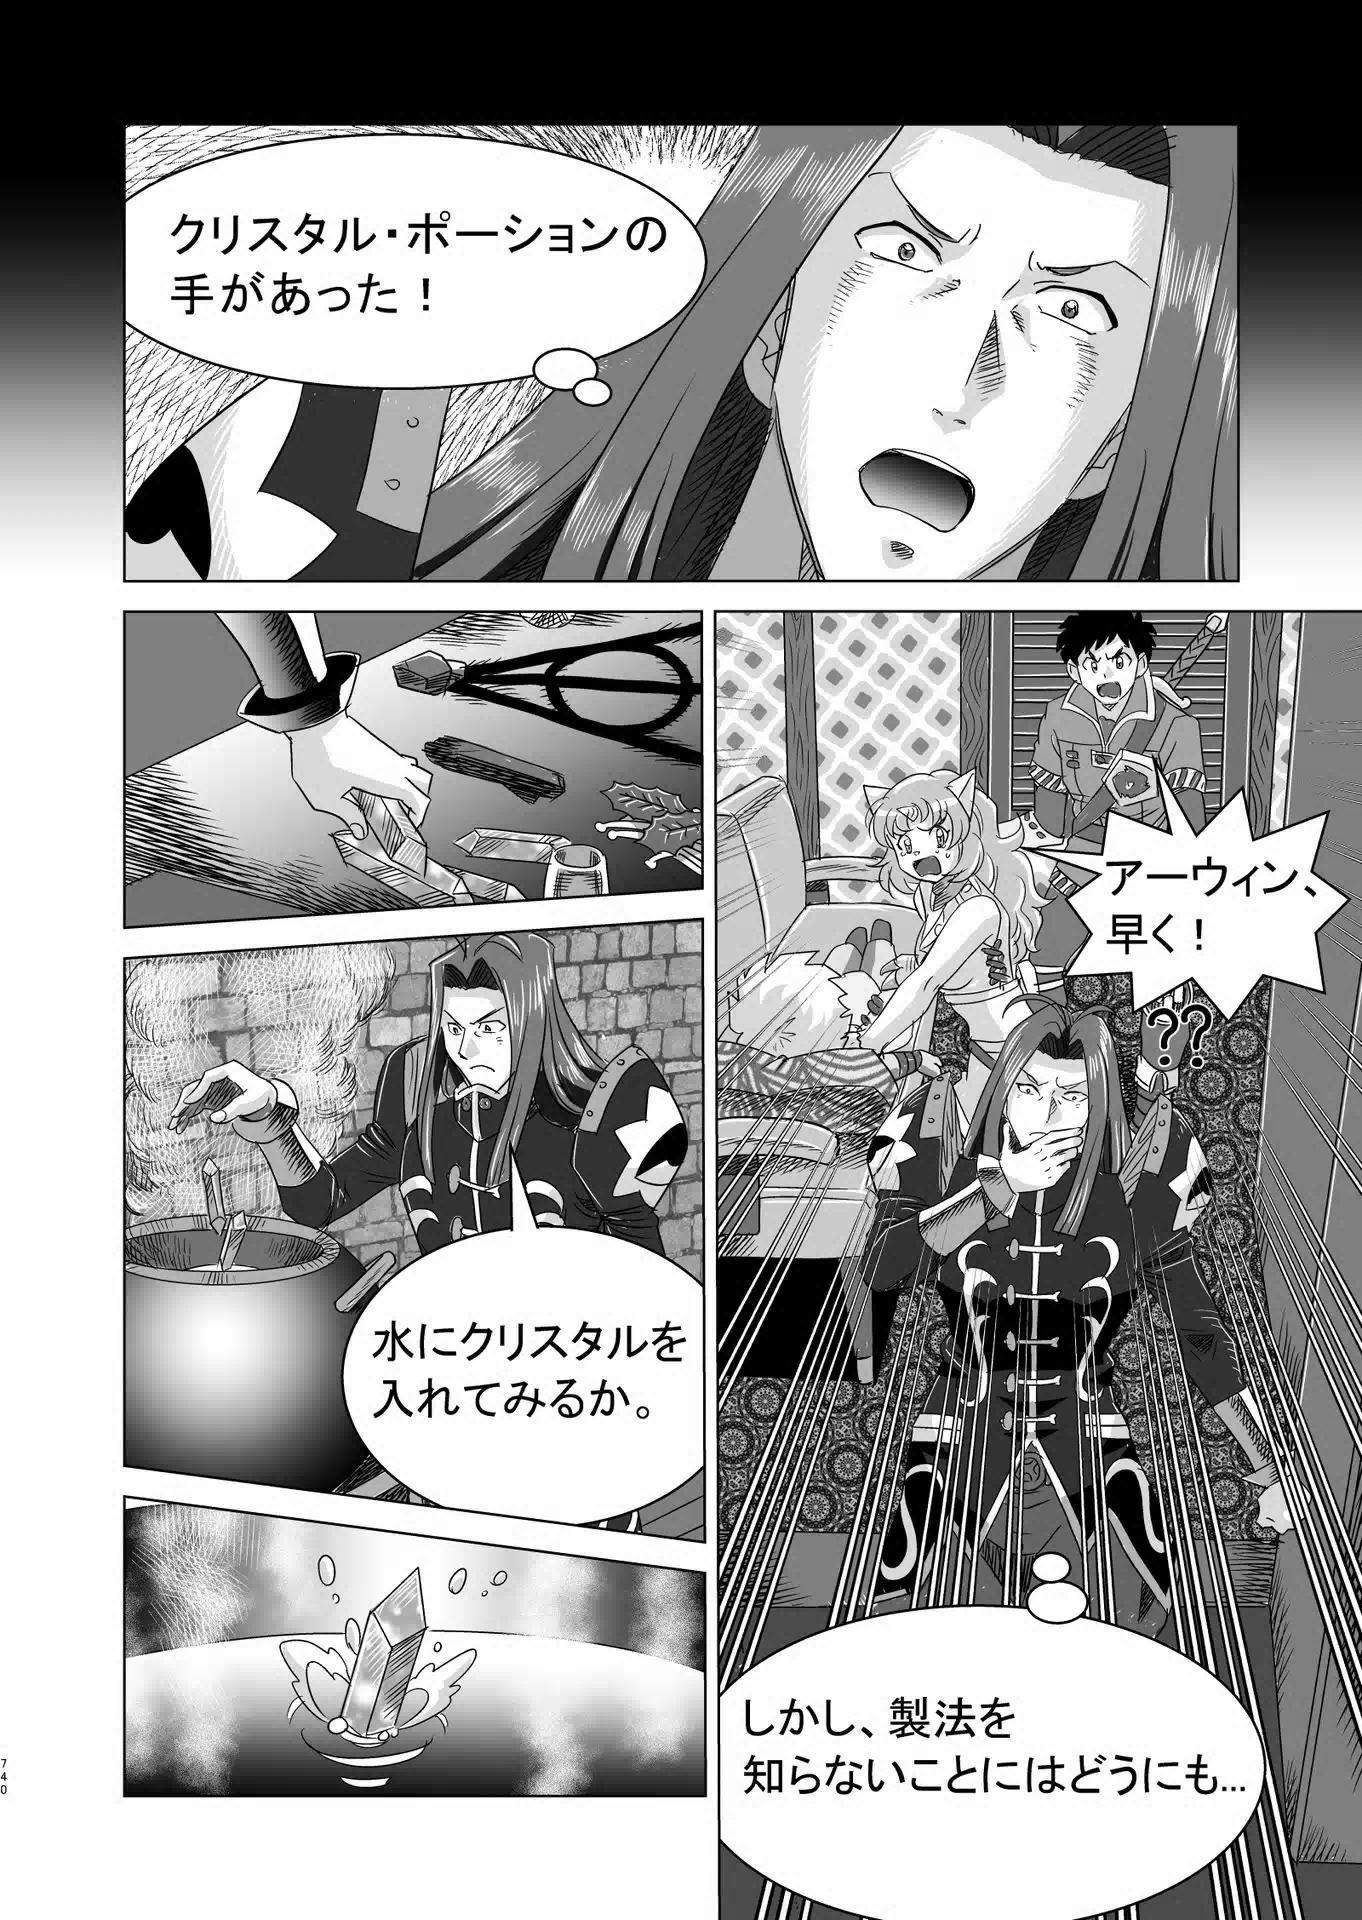 クリスタル・ポーションの
手があった！
アーウィン、
早く！
??
しかし、製法を
知らないことにはどうにも…
水にクリスタルを
入れてみるか。
740